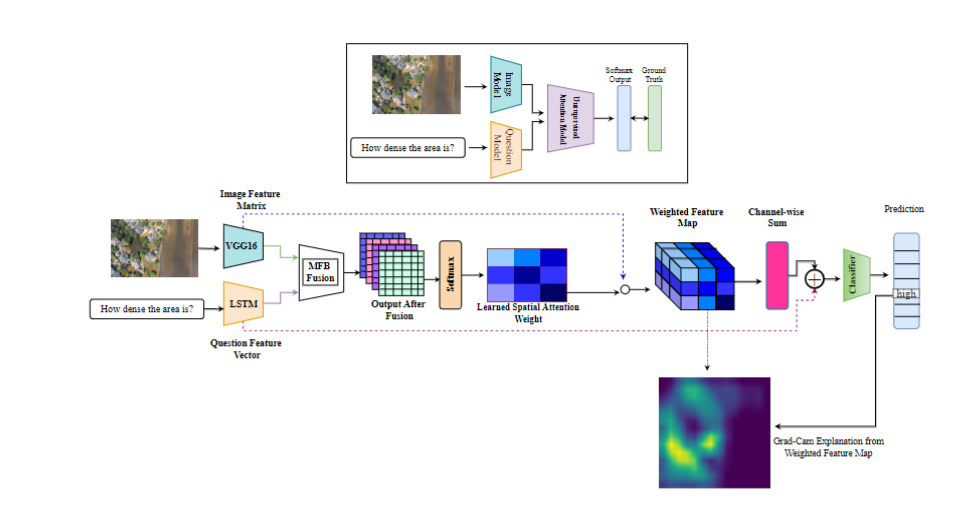 Softmax
Output
Ground
Truth
Image
Model
How dense the area is?
Question
Model
Unsupervised
Attention Model
Image Feature
Matrix
VGG16
MFB
Fusion
Output After
Fusion
Softmax
Learned Spatial Attention
Weight
Weighted Feature
Map
Channel-wise
Sum
Classifier
Prediction
high
How dense the area is?
LSTM
Question Feature
Vector
Grad-Cam Explanation from
Weighted Feature Map